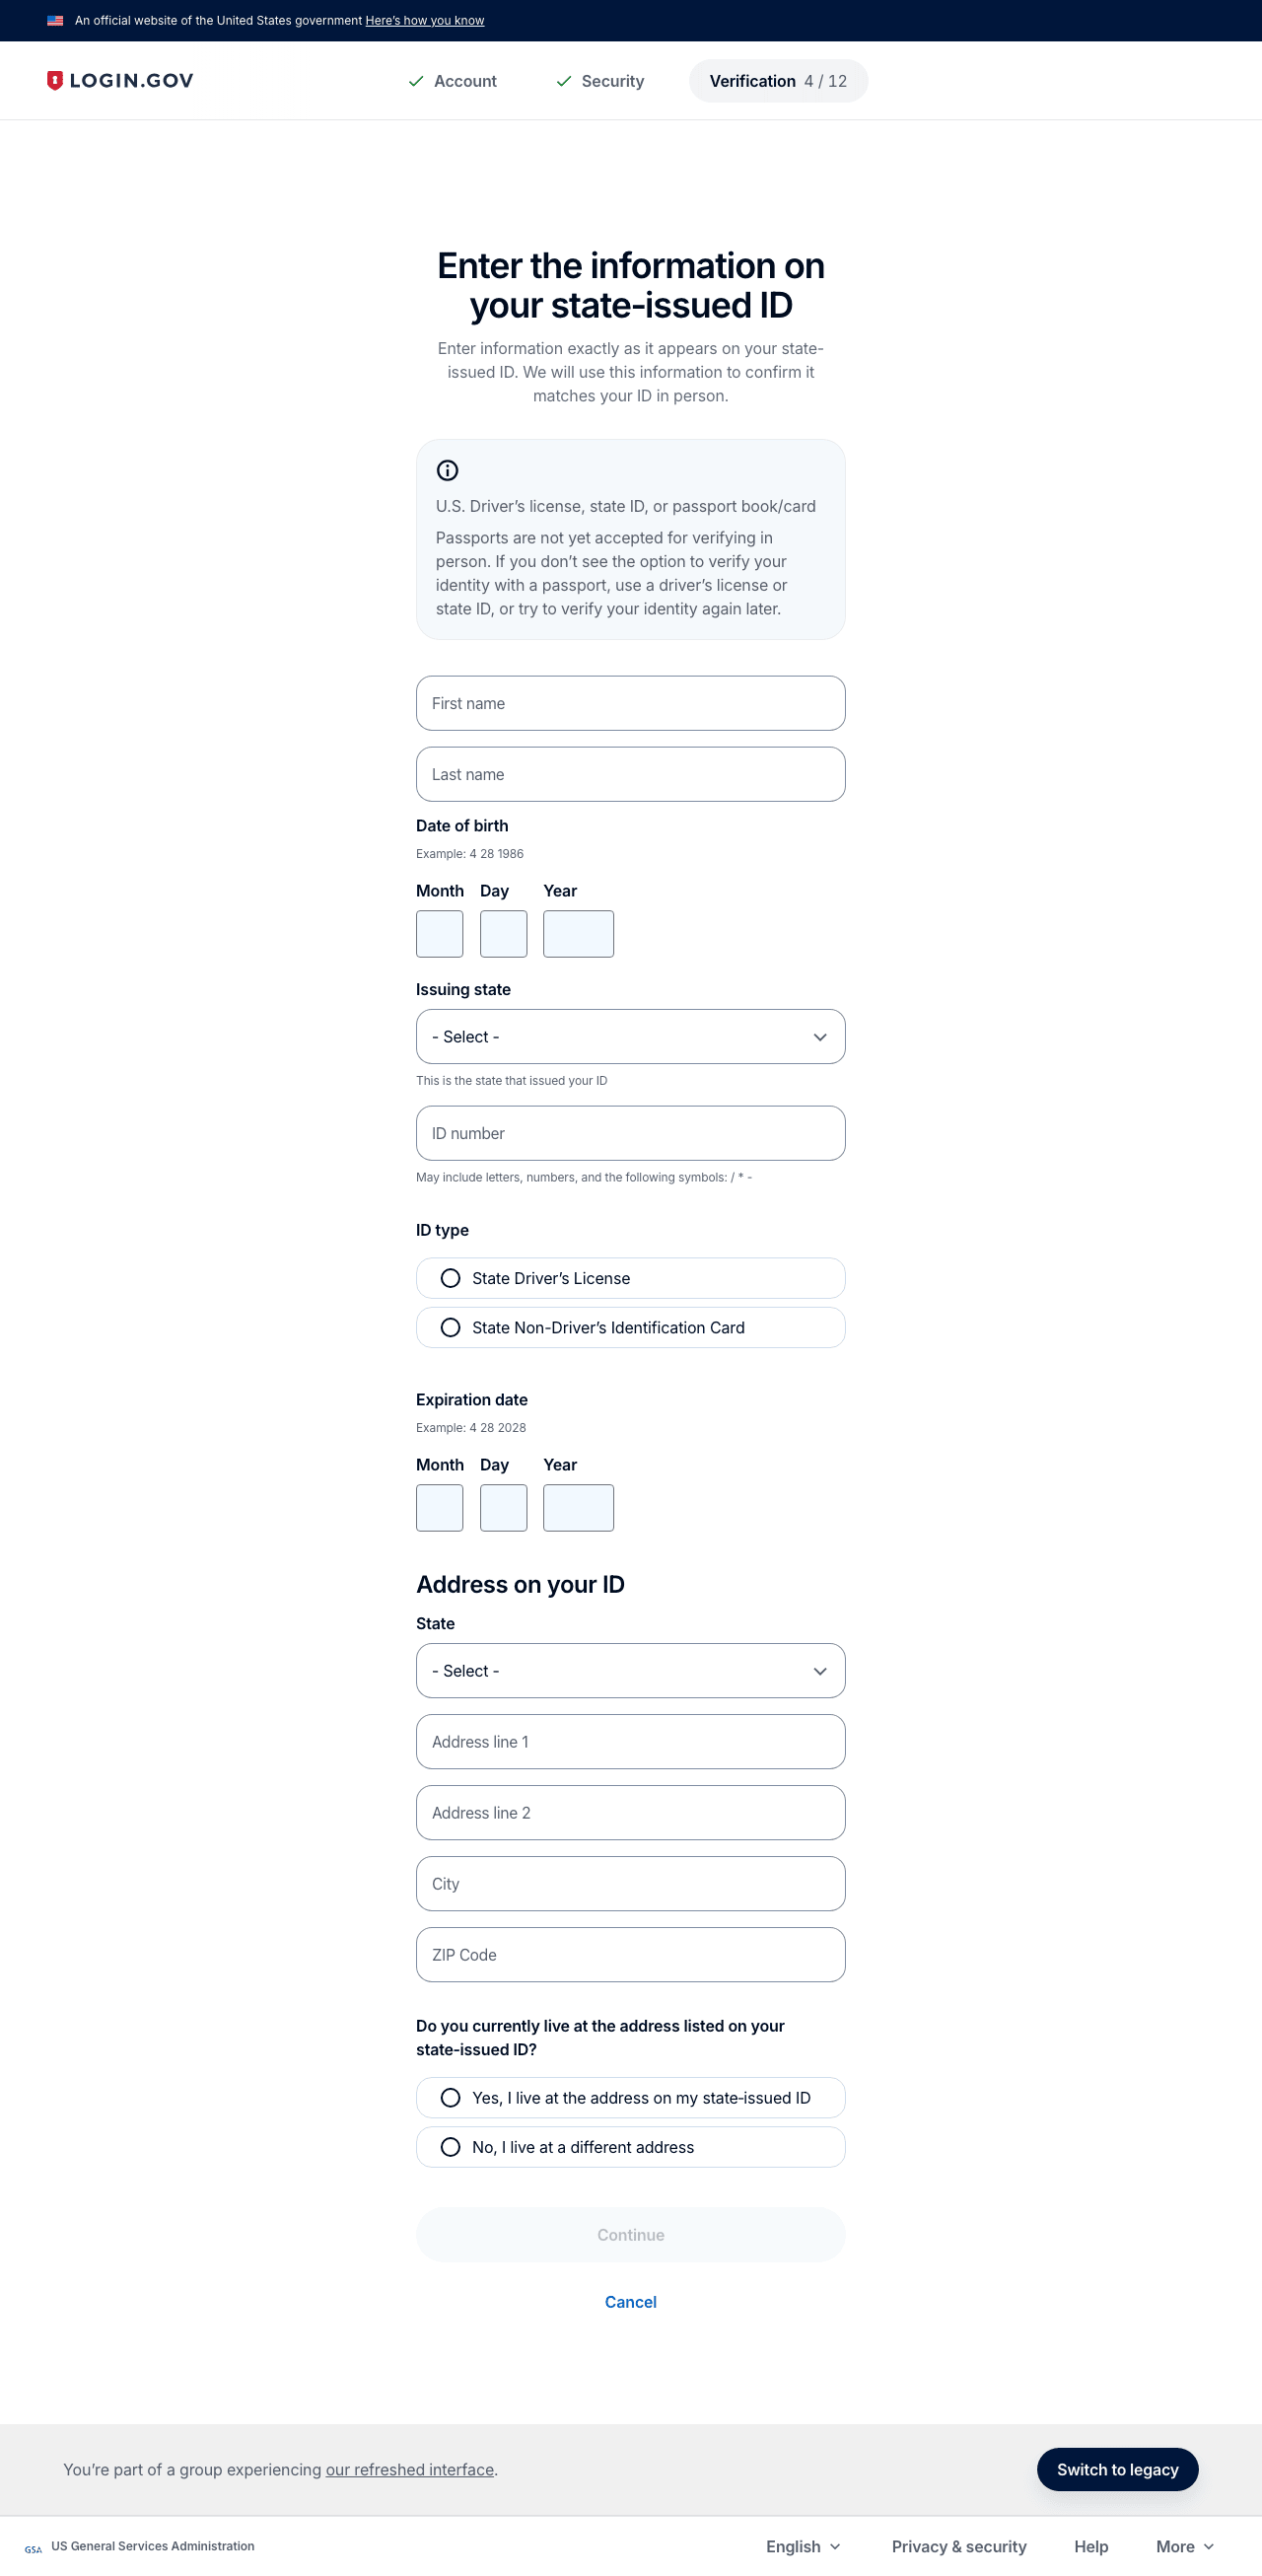 An official website of the United States government Here’s how you know
LOGIN.GOV
Account
Security
Verification 4 / 12
Enter the information on
your state-issued ID
Enter information exactly as it appears on your state-
issued ID. We will use this information to confirm it
matches your ID in person.
U.S. Driver’s license, state ID, or passport book/card
Passports are not yet accepted for verifying in
person. If you don’t see the option to verify your
identity with a passport, use a driver’s license or
state ID, or try to verify your identity again later.
First name
Last name
Date of birth
Example: 4 28 1986
Month Day Year
Issuing state
- Select -
This is the state that issued your ID
ID number
May include letters, numbers, and the following symbols: / * -
ID type
State Driver’s License
State Non-Driver’s Identification Card
Expiration date
Example: 4 28 2028
Month Day Year
Address on your ID
State
- Select -
Address line 1
Address line 2
City
ZIP Code
Do you currently live at the address listed on your
state-issued ID?
Yes, I live at the address on my state-issued ID
No, I live at a different address
Continue
Cancel
You’re part of a group experiencing our refreshed interface.
Switch to legacy
GSA US General Services Administration
English
Privacy & security
Help
More